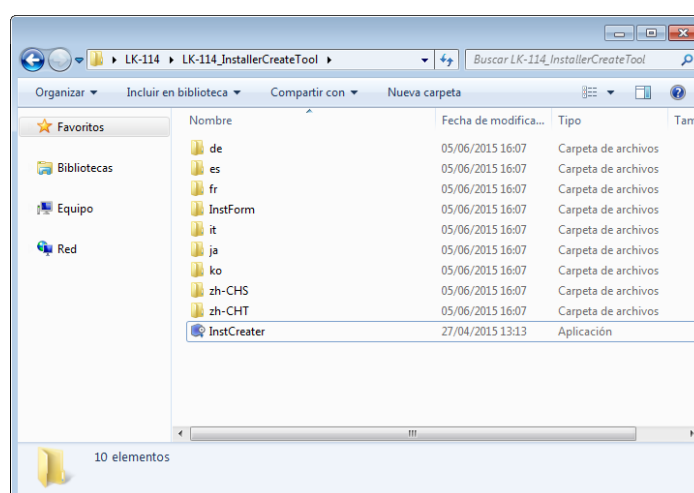 LK-114 LK-114_InstallerCreateTool
Buscar LK-114_InstallerCreateTool
Organizar Incluir en biblioteca Compartir con Nueva carpeta
Favoritos
Bibliotecas
Equipo
Red
Nombre Fecha de modifica... Tipo Tam
de 05/06/2015 16:07 Carpeta de archivos
es 05/06/2015 16:07 Carpeta de archivos
fr 05/06/2015 16:07 Carpeta de archivos
InstForm 05/06/2015 16:07 Carpeta de archivos
it 05/06/2015 16:07 Carpeta de archivos
ja 05/06/2015 16:07 Carpeta de archivos
ko 05/06/2015 16:07 Carpeta de archivos
zh-CHS 05/06/2015 16:07 Carpeta de archivos
zh-CHT 05/06/2015 16:07 Carpeta de archivos
InstCreater 27/04/2015 13:13 Aplicación
10 elementos